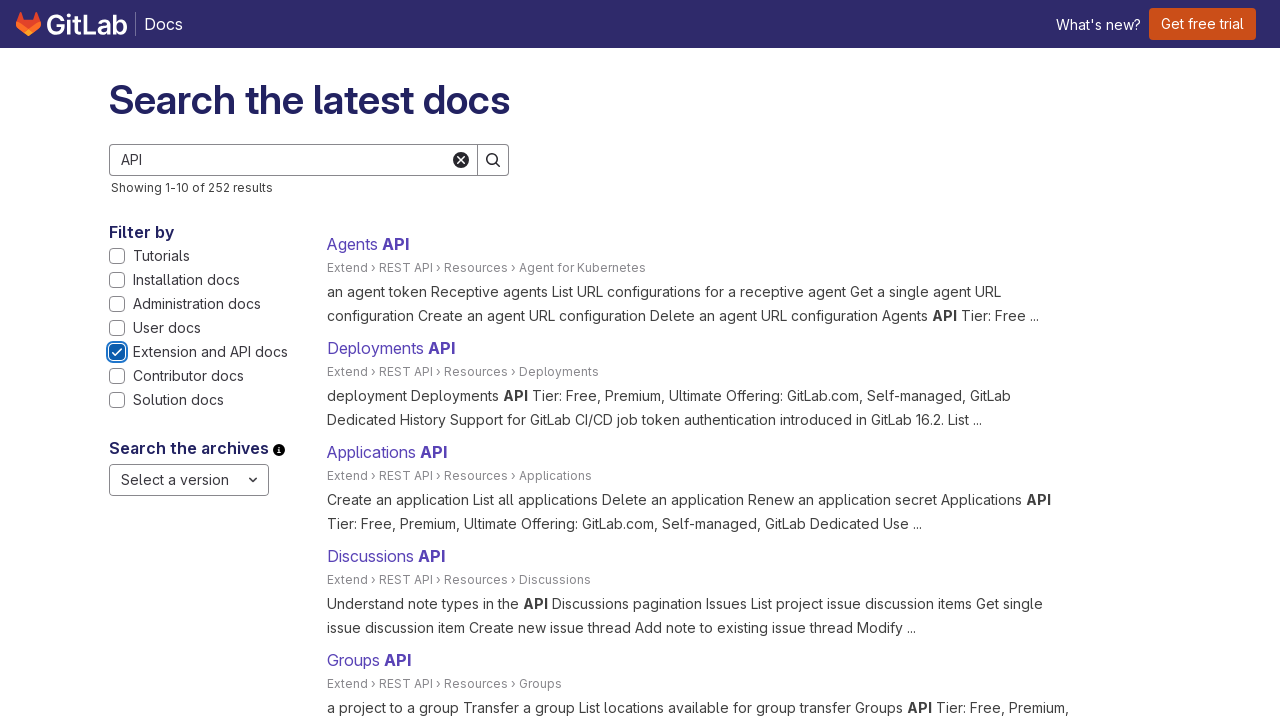 GitLab Docs What's new? Get free trial
Search the latest docs
API
Showing 1-10 of 252 results
Filter by
Tutorials
Installation docs
Administration docs
User docs
Extension and API docs
Contributor docs
Solution docs
Search the archives
Select a version
Agents API
Extend › REST API › Resources › Agent for Kubernetes
an agent token Receptive agents List URL configurations for a receptive agent Get a single agent URL
configuration Create an agent URL configuration Delete an agent URL configuration Agents API Tier: Free ...
Deployments API
Extend › REST API › Resources › Deployments
deployment Deployments API Tier: Free, Premium, Ultimate Offering: GitLab.com, Self-managed, GitLab
Dedicated History Support for GitLab CI/CD job token authentication introduced in GitLab 16.2. List ...
Applications API
Extend › REST API › Resources › Applications
Create an application List all applications Delete an application Renew an application secret Applications API
Tier: Free, Premium, Ultimate Offering: GitLab.com, Self-managed, GitLab Dedicated Use ...
Discussions API
Extend › REST API › Resources › Discussions
Understand note types in the API Discussions pagination Issues List project issue discussion items Get single
issue discussion item Create new issue thread Add note to existing issue thread Modify ...
Groups API
Extend › REST API › Resources › Groups
a project to a group Transfer a group List locations available for group transfer Groups API Tier: Free, Premium,